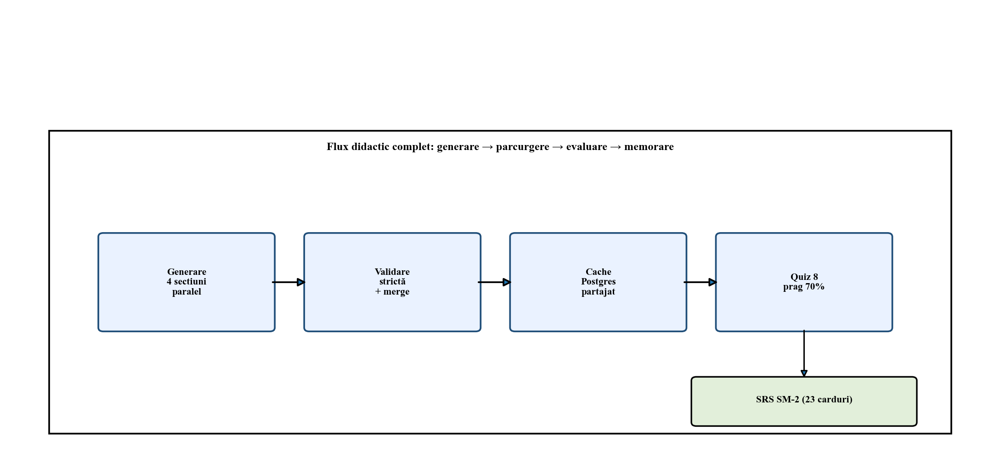 Flux didactic complet: generare → parcurgere → evaluare → memorare
Generare
4 sectiuni
paralel
Validare
strictă
+ merge
Cache
Postgres
partajat
Quiz 8
prag 70%
SRS SM-2 (23 carduri)